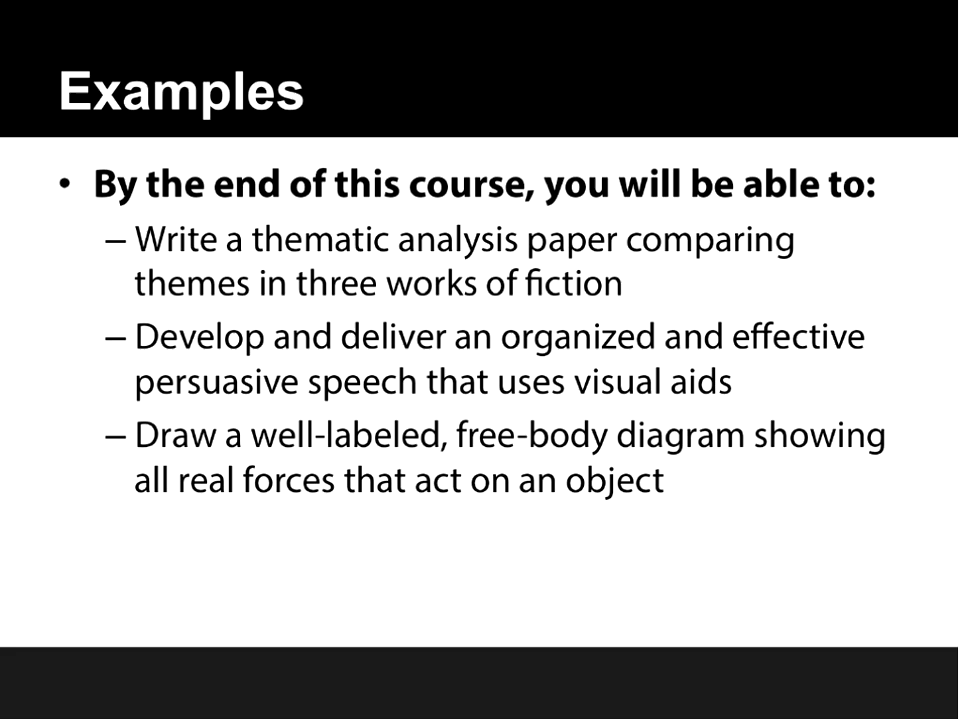 Examples
• By the end of this course, you will be able to:
– Write a thematic analysis paper comparing
themes in three works of fiction
– Develop and deliver an organized and effective
persuasive speech that uses visual aids
– Draw a well-labeled, free-body diagram showing
all real forces that act on an object